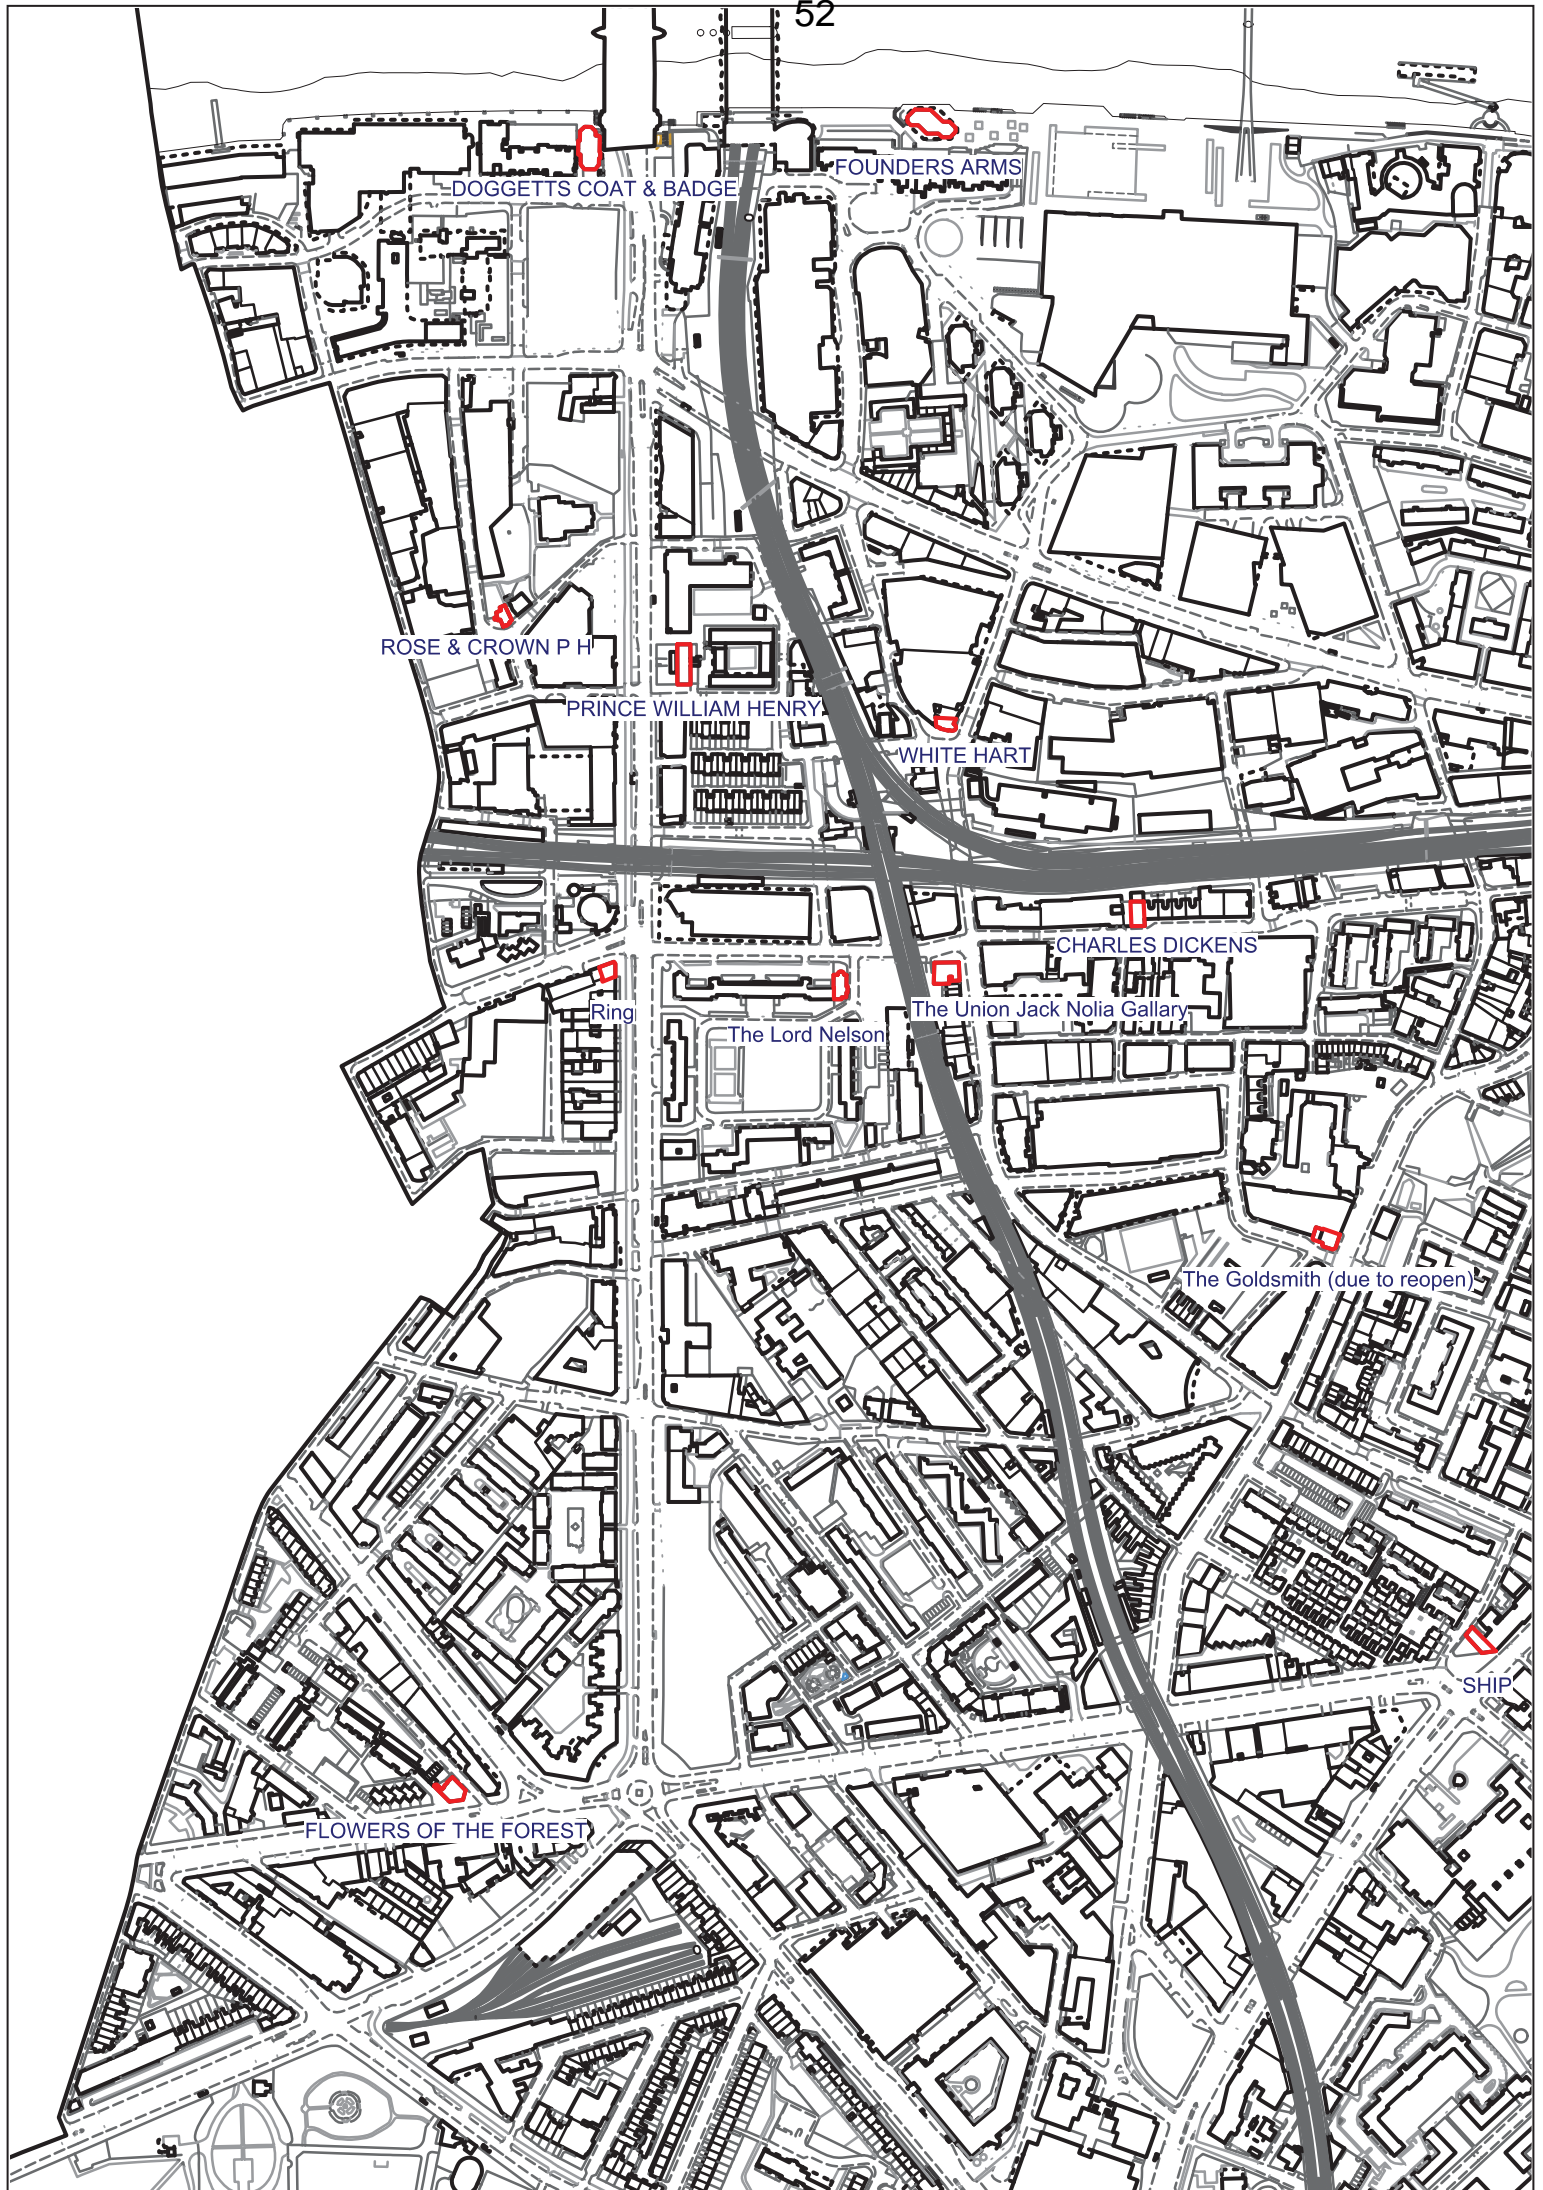 52
FOUNDERS ARMS
DOGGETTS COAT & BADGE
ROSE & CROWN P H
PRINCE WILLIAM HENRY
WHITE HART
CHARLES DICKENS
Ring
The Union Jack Nolia Gallary
The Lord Nelson
The Goldsmith (due to reopen)
SHIP
FLOWERS OF THE FOREST